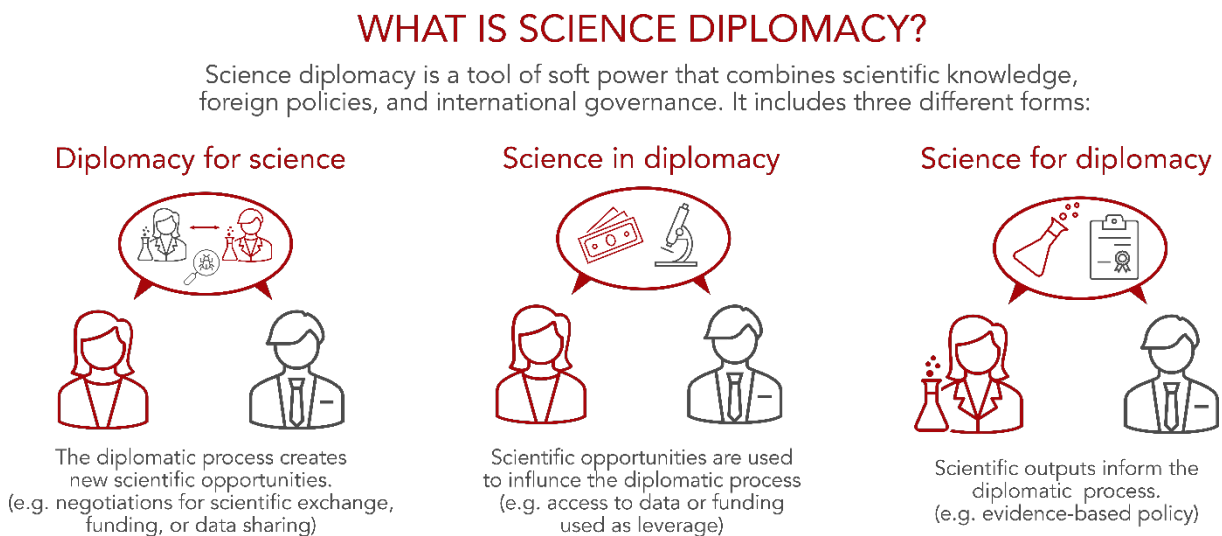 WHAT IS SCIENCE DIPLOMACY?
Science diplomacy is a tool of soft power that combines scientific knowledge,
foreign policies, and international governance. It includes three different forms:
Diplomacy for science
The diplomatic process creates
new scientific opportunities.
(e.g. negotiations for scientific exchange,
funding, or data sharing)
Science in diplomacy
Scientific opportunities are used
to influnce the diplomatic process
(e.g. access to data or funding
used as leverage)
Science for diplomacy
Scientific outputs inform the
diplomatic process.
(e.g. evidence-based policy)